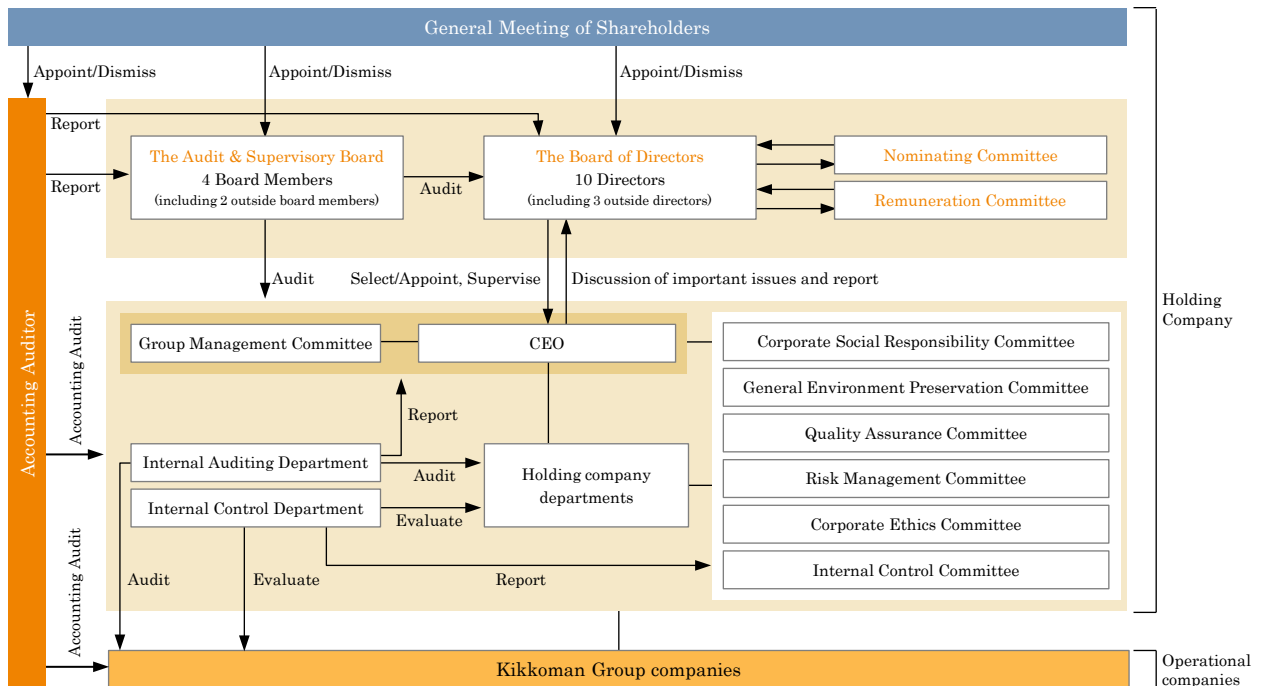 General Meeting of Shareholders
Appoint/Dismiss
Appoint/Dismiss
Appoint/Dismiss
Report
Report
The Audit & Supervisory Board
4 Board Members
(including 2 outside board members)
Audit
The Board of Directors
10 Directors
(including 3 outside directors)
Nominating Committee
Remuneration Committee
Audit
Select/Appoint, Supervise
Discussion of important issues and report
Holding
Company
Accounting Auditor
Accounting Audit
Group Management Committee
CEO
Corporate Social Responsibility Committee
General Environment Preservation Committee
Quality Assurance Committee
Risk Management Committee
Corporate Ethics Committee
Internal Control Committee
Report
Internal Auditing Department
Audit
Holding company
departments
Internal Control Department
Evaluate
Accounting Audit
Audit
Evaluate
Report
Kikkoman Group companies
Operational
companies